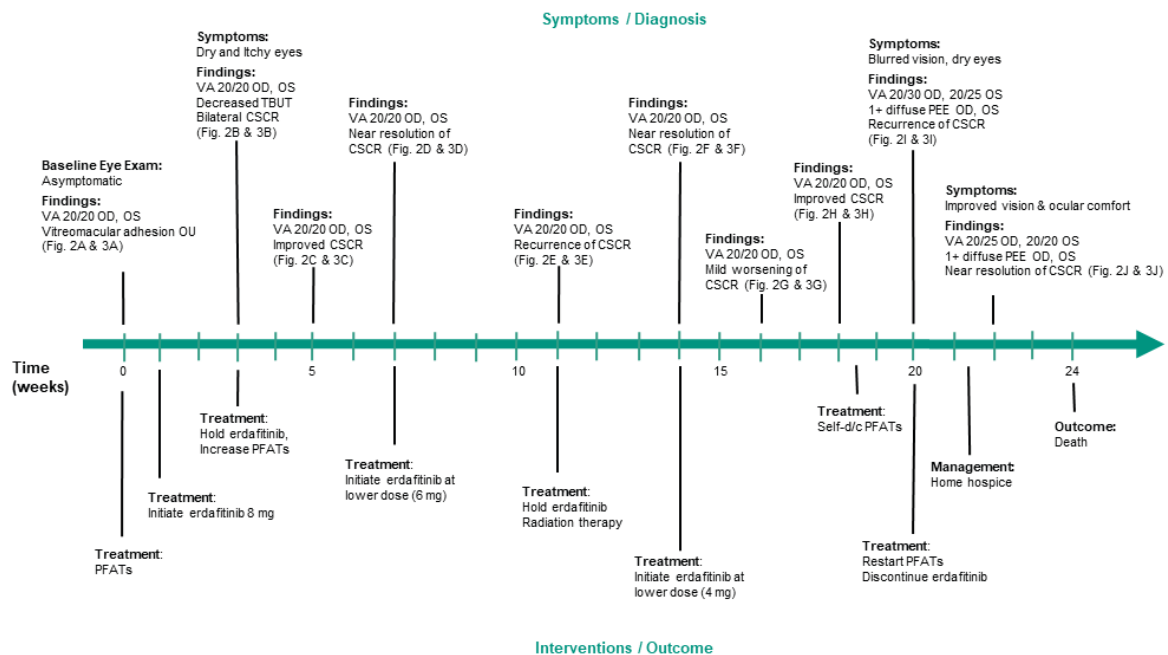 Symptoms / Diagnosis
Baseline Eye Exam:
Asymptomatic
Findings:
VA 20/20 OD, OS
Vitreomacular adhesion OU
(Fig. 2A & 3A)
Symptoms:
Dry and Itchy eyes
Findings:
VA 20/20 OD, OS
Decreased TBUT
Bilateral CSCR
(Fig. 2B & 3B)
Findings:
VA 20/20 OD, OS
Improved CSCR
(Fig. 2C & 3C)
Findings:
VA 20/20 OD, OS
Near resolution of
CSCR (Fig. 2D & 3D)
Findings:
VA 20/20 OD, OS
Recurrence of CSCR
(Fig. 2E & 3E)
Findings:
VA 20/20 OD, OS
Near resolution of
CSCR (Fig. 2F & 3F)
Findings:
VA 20/20 OD, OS
Mild worsening of
CSCR (Fig. 2G & 3G)
Findings:
VA 20/20 OD, OS
Improved CSCR
(Fig. 2H & 3H)
Symptoms:
Blurred vision, dry eyes
Findings:
VA 20/30 OD, 20/25 OS
1+ diffuse PEE OD, OS
Recurrence of CSCR
(Fig. 2I & 3I)
Symptoms:
Improved vision & ocular comfort
Findings:
VA 20/25 OD, 20/20 OS
1+ diffuse PEE OD, OS
Near resolution of CSCR (Fig. 2J & 3J)
Time
(weeks)
0
5
10
15
20
24
Treatment:
PFATs
Treatment:
Initiate erdafitinib 8 mg
Treatment:
Hold erdafitinib,
Increase PFATs
Treatment:
Initiate erdafitinib at
lower dose (6 mg)
Treatment:
Hold erdafitinib
Radiation therapy
Treatment:
Initiate erdafitinib at
lower dose (4 mg)
Treatment:
Self-d/c PFATs
Treatment:
Restart PFATs
Discontinue erdafitinib
Management:
Home hospice
Outcome:
Death
Interventions / Outcome